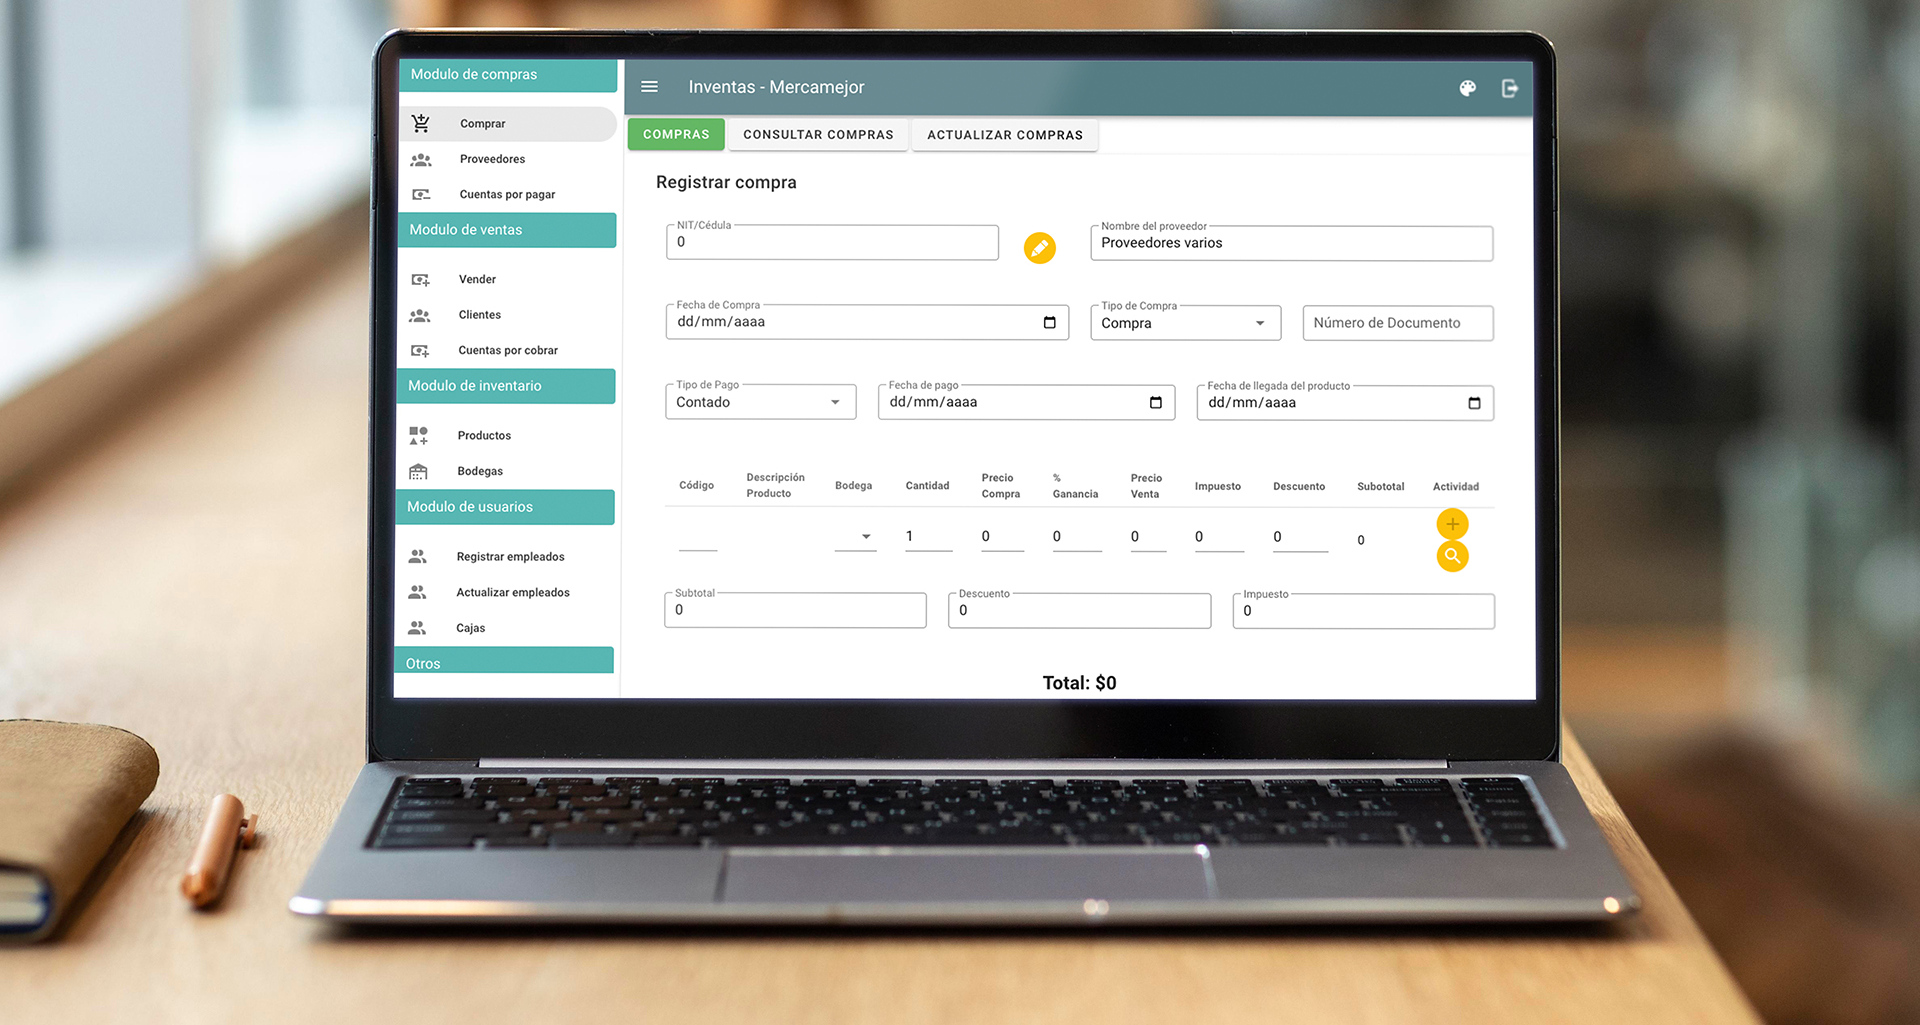 Modulo de compras
Comprar
Proveedores
Cuentas por pagar
Modulo de ventas
Vender
Clientes
Cuentas por cobrar
Modulo de inventario
Productos
Bodegas
Modulo de usuarios
Registrar empleados
Actualizar empleados
Cajas
Otros
Inventas - Mercamejor
COMPRAS CONSULTAR COMPRAS ACTUALIZAR COMPRAS
Registrar compra
NIT/Cédula
0
Nombre del proveedor
Proveedores varios
Fecha de Compra
dd/mm/aaaa
Tipo de Compra
Compra
Número de Documento
Tipo de Pago
Contado
Fecha de pago
dd/mm/aaaa
Fecha de llegada del producto
dd/mm/aaaa
Código
Descripción
Producto
Bodega
Cantidad
Precio
Compra
%
Ganancia
Precio
Venta
Impuesto
Descuento
Subototal
Actividad
1 0 0 0 0 0 0
Subtotal
0
Descuento
0
Impuesto
0
Total: $0